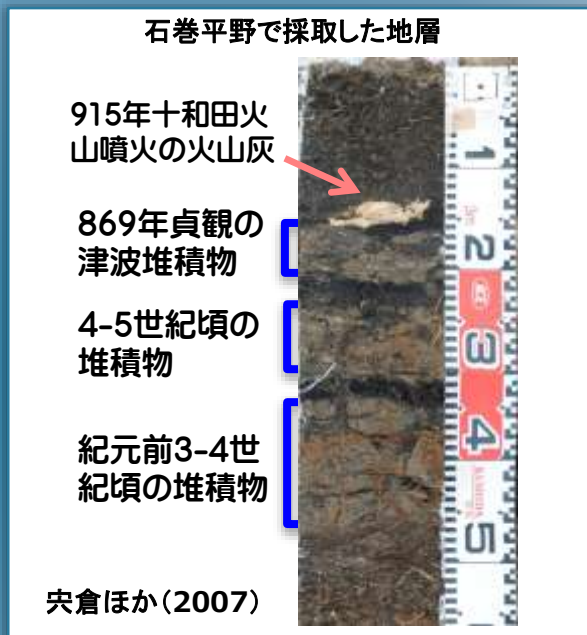 石巻平野で採取した地層
915年十和田火
山噴火の火山灰
869年貞観の
津波堆積物
4-5世紀頃の
堆積物
紀元前3-4世
紀頃の堆積物
宍倉ほか（2007）
1
2
3
4
5